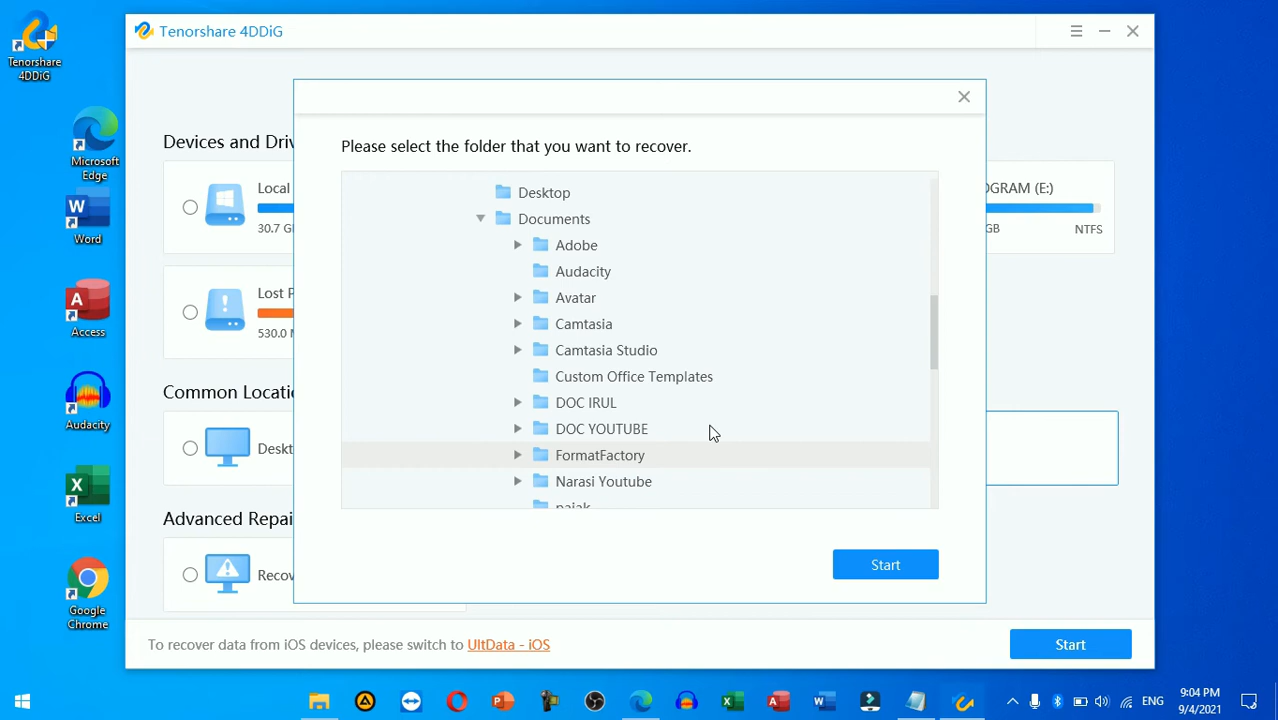 Tenorshare
4DDiG
Tenorshare 4DDiG
Microsoft
Edge
Word
Access
Audacity
Excel
Google
Chrome
Devices and Driv
Local
30.7 G
OGRAM (E:)
GB
NTFS
Lost P
530.0 M
Common Locatio
Deskt
Advanced Repai
Recov
Please select the folder that you want to recover.
Desktop
Documents
Adobe
Audacity
Avatar
Camtasia
Camtasia Studio
Custom Office Templates
DOC IRUL
DOC YOUTUBE
FormatFactory
Narasi Youtube
pajak
Start
To recover data from iOS devices, please switch to UltData - iOS
Start
ENG
9:04 PM
9/4/2021